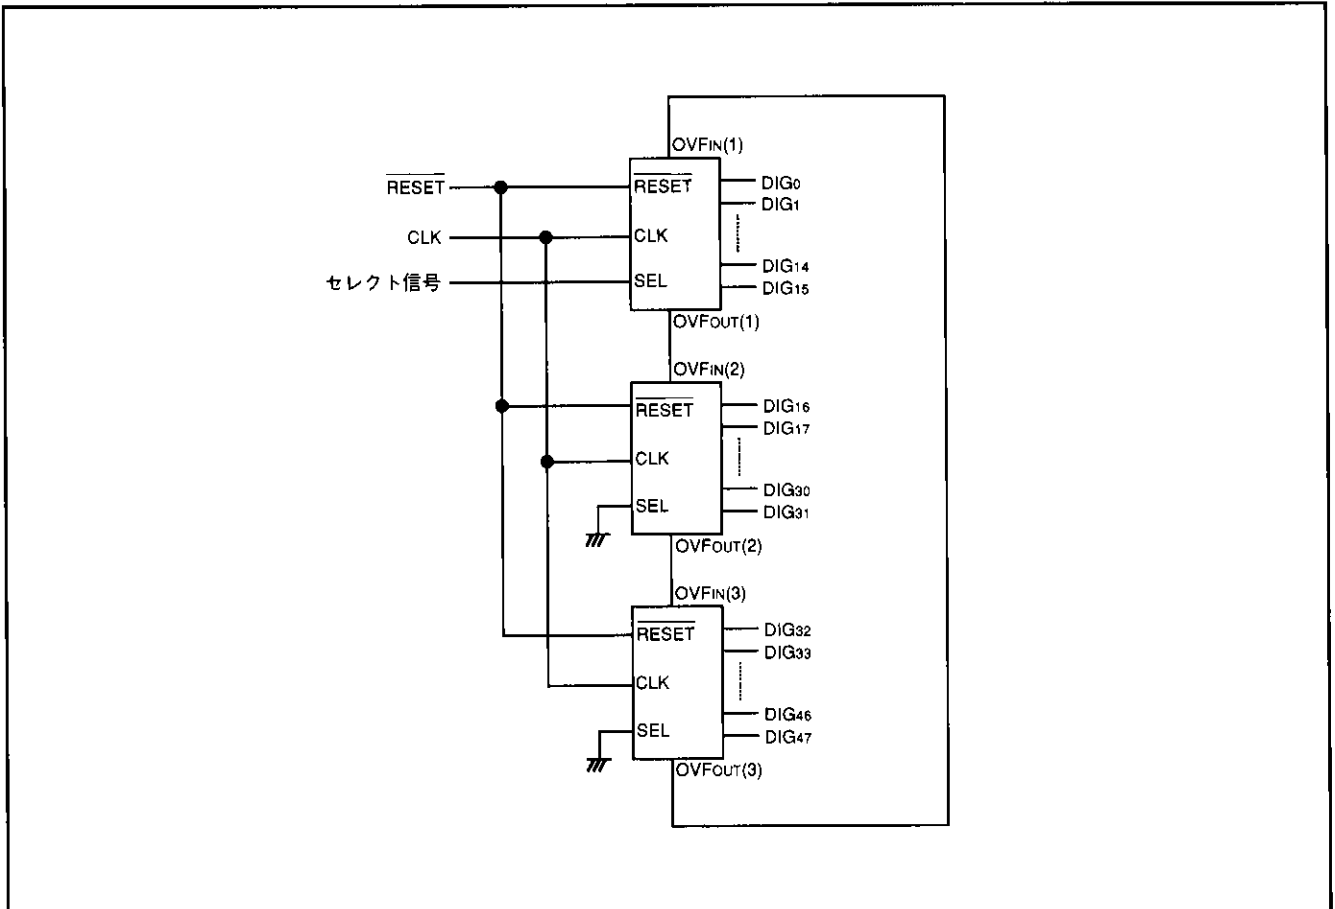 OVFIN(1)
RESET
RESET
DIG0
DIG1
CLK
CLK
DIG14
セレクト信号
SEL
DIG15
OVFOUT(1)
OVFIN(2)
RESET
DIG16
DIG17
CLK
DIG30
SEL
DIG31
OVFOUT(2)
OVFIN(3)
RESET
DIG32
DIG33
CLK
DIG46
SEL
DIG47
OVFOUT(3)